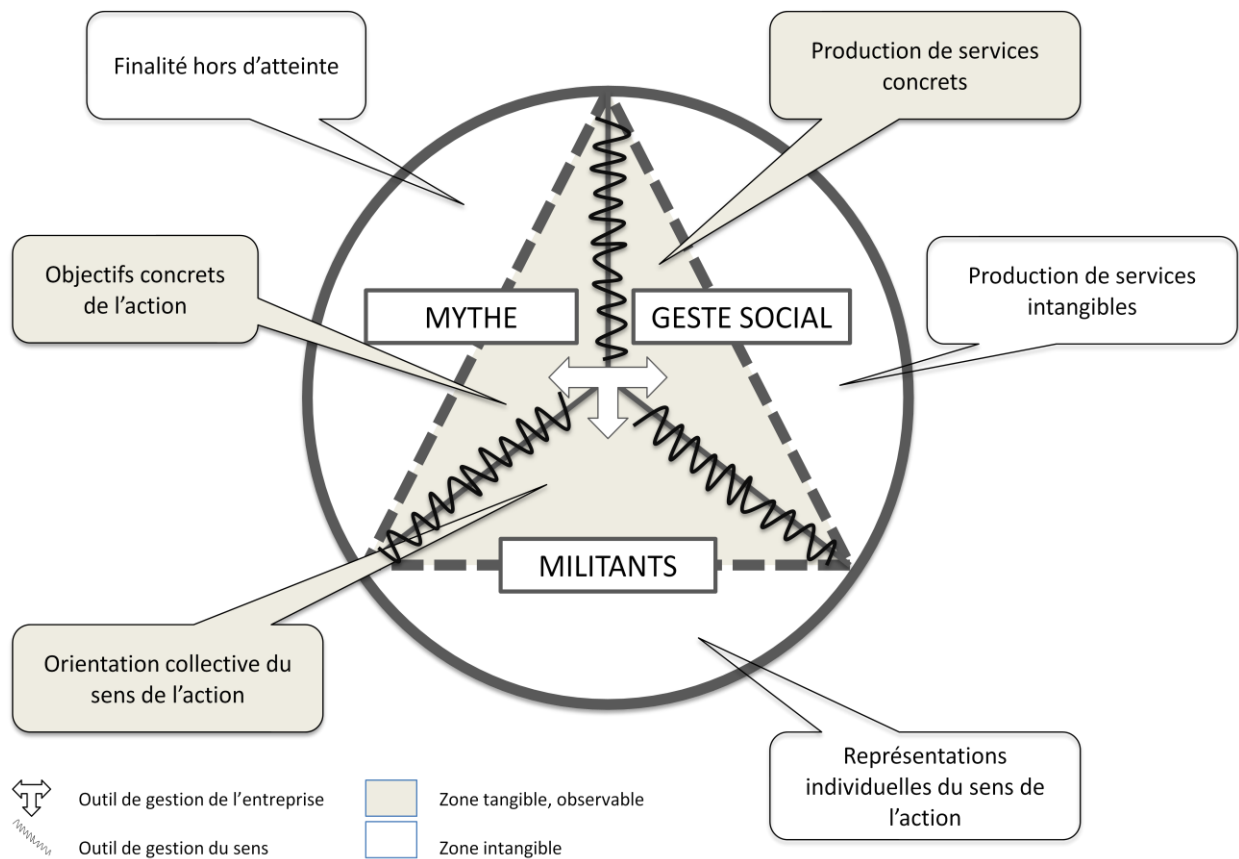 Finalité hors d'atteinte
Production de services
concrets
Objectifs concrets
de l'action
Production de services
intangibles
MYTHE
GESTE SOCIAL
MILITANTS
Orientation collective du
sens de l'action
Représentations
individuelles du sens de
l'action
Outil de gestion de l'entreprise
Zone tangible, observable
Outil de gestion du sens
Zone intangible